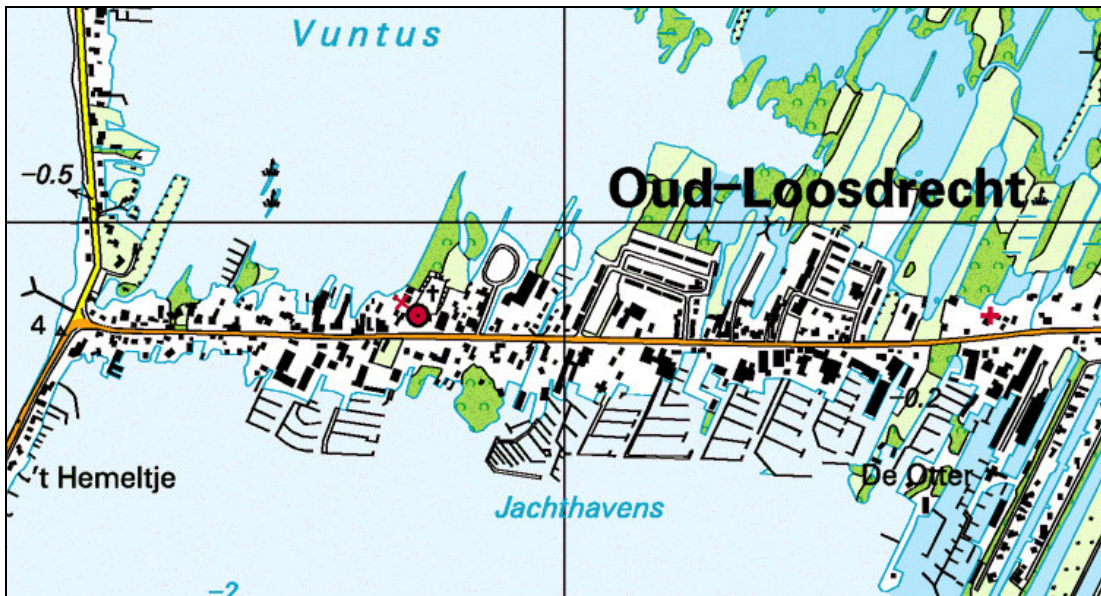 Vuntus
-0.5
Oud-Loosdrecht
4
-0.2
't Hemeltje
De Otter
Jachthavens
-2